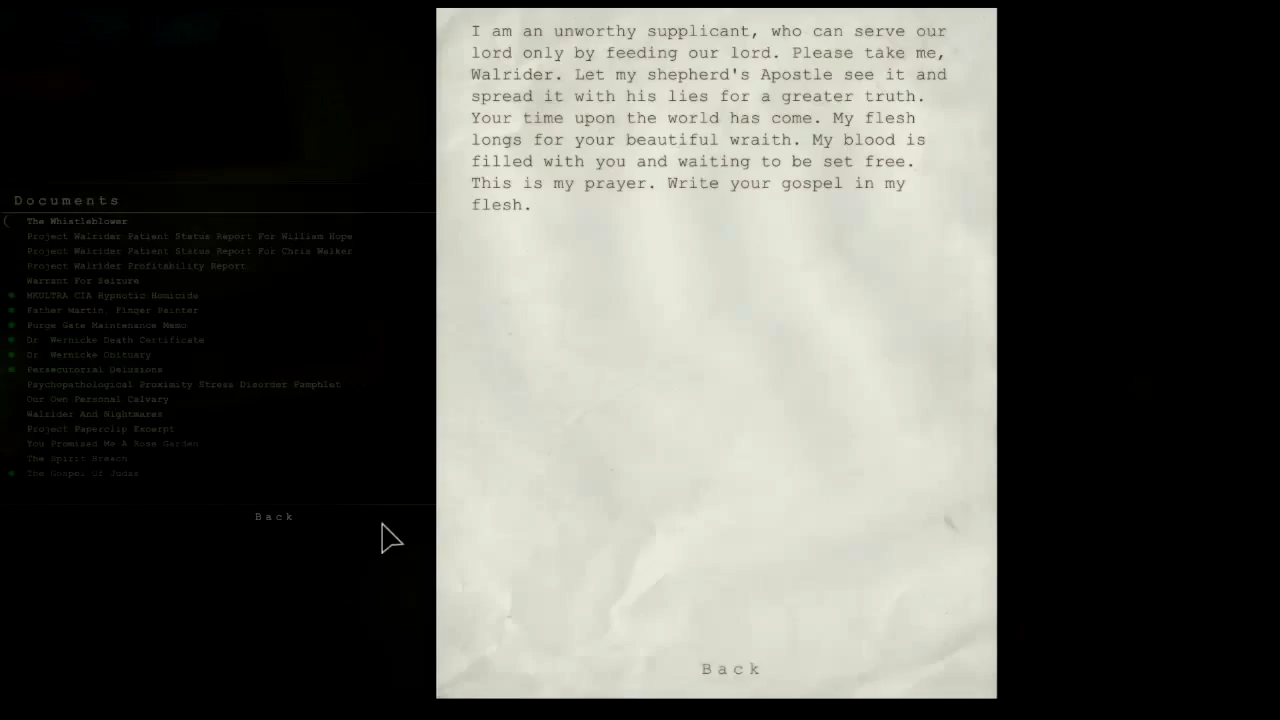 I am an unworthy supplicant, who can serve our
lord only by feeding our lord. Please take me,
Walrider. Let my shepherd's Apostle see it and
spread it with his lies for a greater truth.
Your time upon the world has come. My flesh
longs for your beautiful wraith. My blood is
filled with you and waiting to be set free.
This is my prayer. Write your gospel in my
flesh.
Documents
The Whistleblower
Project Walrider Patient Status Report For William Hope
Project Walrider Patient Status Report For Chris Walker
Project Walrider Profitability Report
Warrant For Seizure
MKULTRA CIA Hypnotic Homicide
Father Martin, Finger Painter
Purge Gate Maintenance Memo
Dr. Wernicke Death Certificate
Dr. Wernicke Obituary
Persecutorial Delusions
Psychopathological Proximity Stress Disorder Pamphlet
Our Own Personal Calvary
Walrider And Nightmares
Project Paperclip Excerpt
You Promised Me A Rose Garden
The Spirit Breach
The Gospel Of Judas
Back
Back